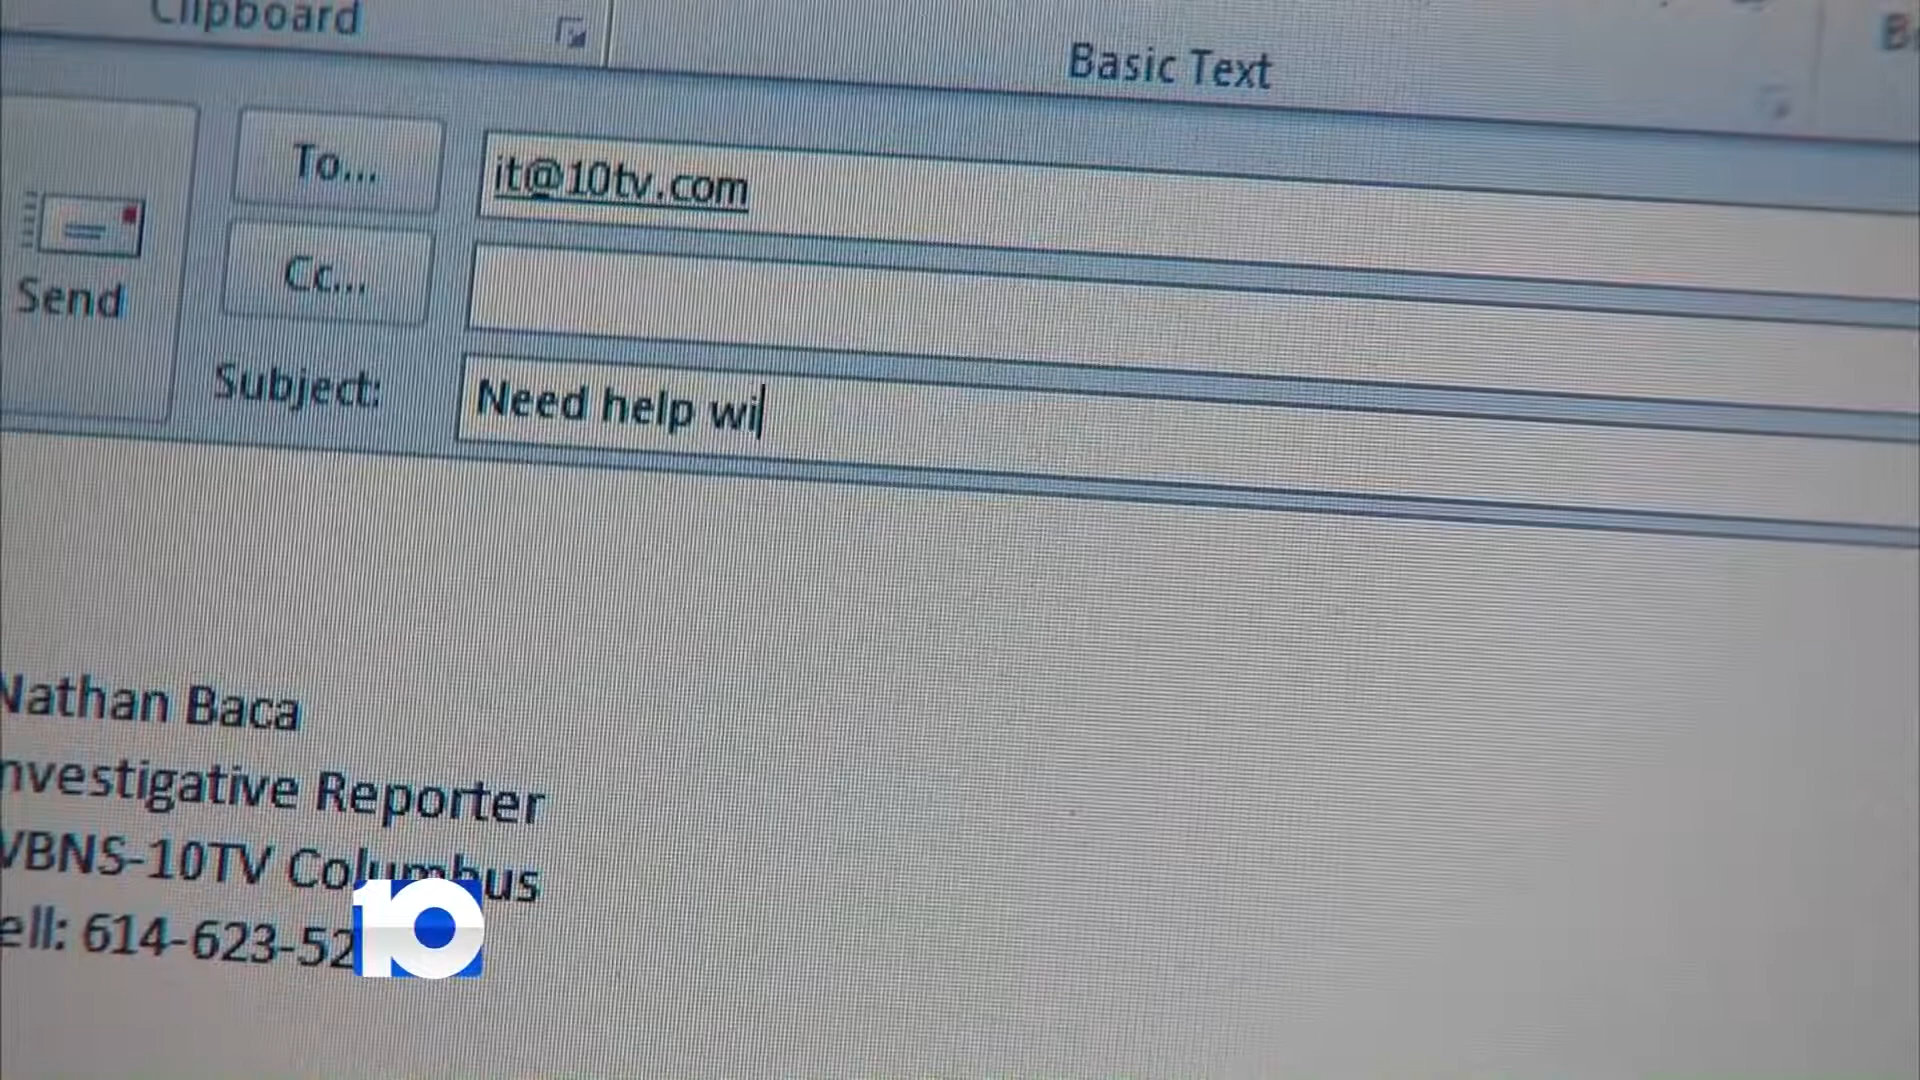 Clipboard
Basic Text
To...
it@10tv.com
Send
Cc...
Subject:
Need help wi
Nathan Baca
nvestigative Reporter
VBNS-10TV Columbus
ell: 614-623-52
10